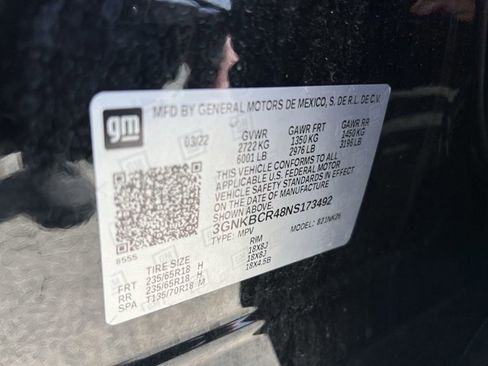 gm
MFD BY GENERAL MOTORS DE MEXICO, S. DE R.L. DE C.V.
03/22 GVWR GAWR FRT GAWR RR
2722 KG 1350 KG 1450 KG
6001 LB 2976 LB 3196 LB
THIS VEHICLE CONFORMS TO ALL
APPLICABLE U.S. FEDERAL MOTOR
VEHICLE SAFETY STANDARDS IN EFFECT
ON THE DATE OF MANUFACTURE
SHOWN ABOVE.
3GNKBCR48NS173492
TYPE: MPV MODEL:
8555
TIRE SIZE RIM
FRT 235/65R18 H 18X8J
RR 235/65R18 H 18X8J
SPA T135/70R18 M 18X4.5B